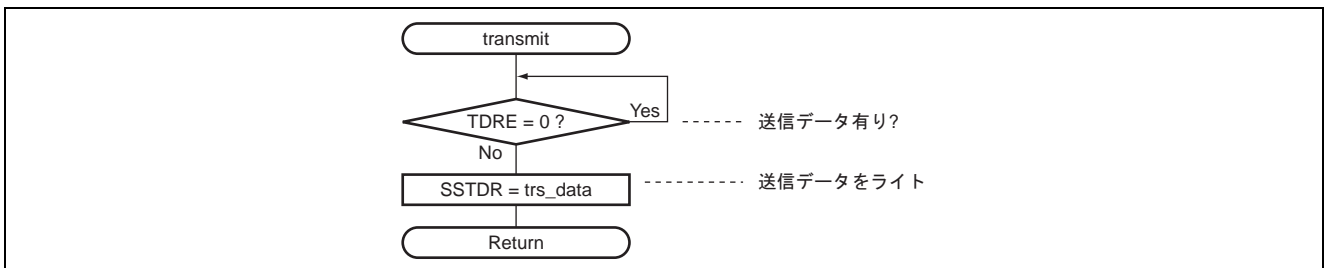 transmit
TDRE = 0 ?
Yes
送信データ有り?
No
SSTDR = trs_data
送信データをライト
Return